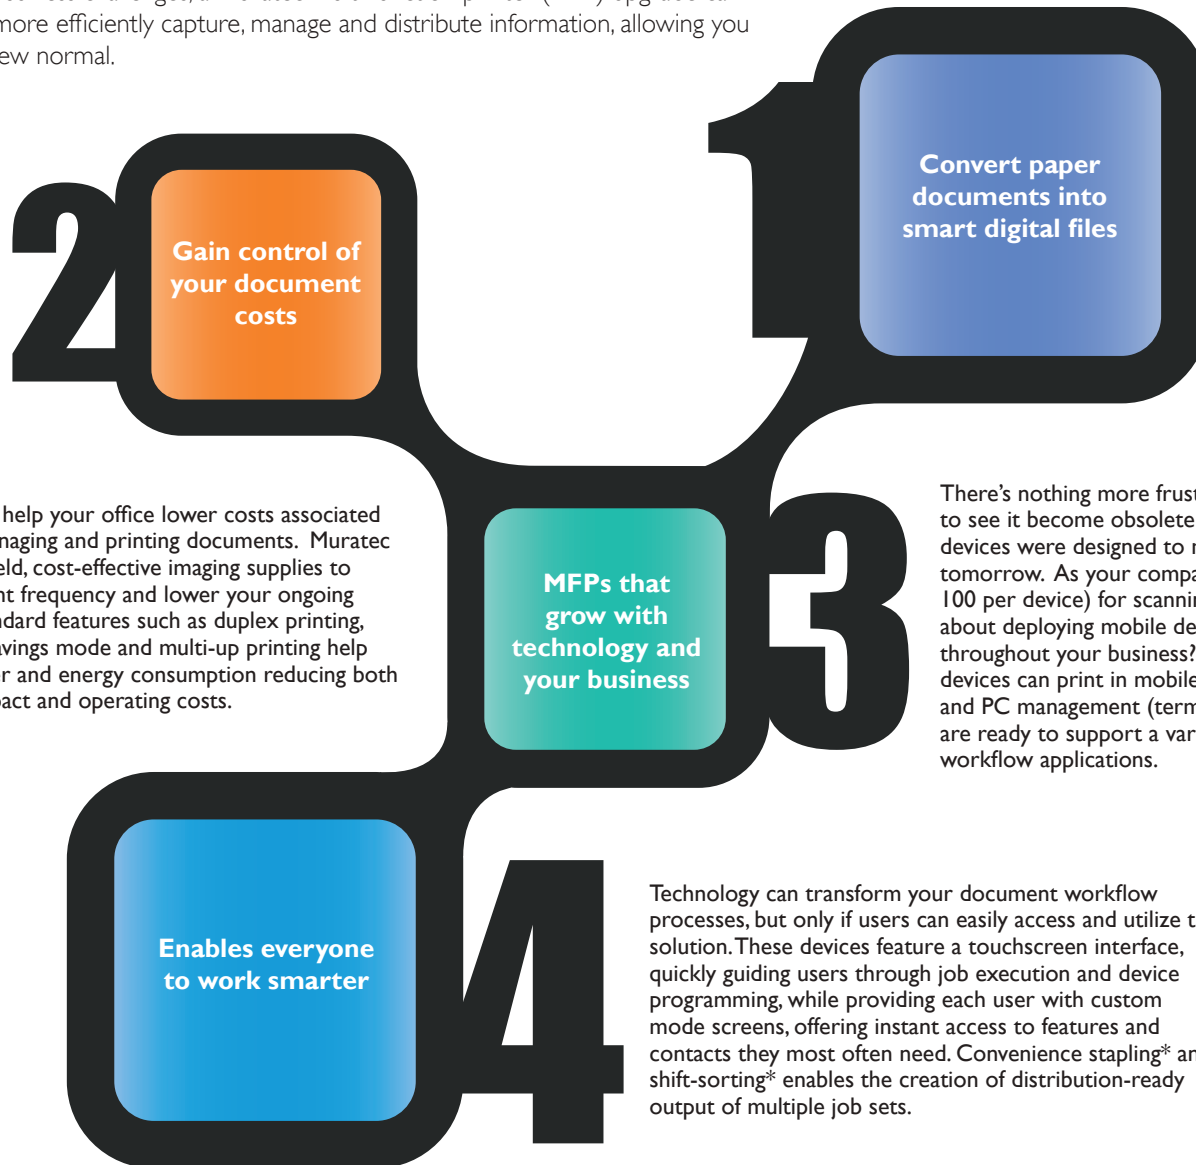 more efficiently capture, manage and distribute information, allowing you
new normal.
1
Convert paper
documents into
smart digital files
2
Gain control of
your document
costs
help your office lower costs associated
naging and printing documents. Muratec
eld, cost-effective imaging supplies to
nt frequency and lower your ongoing
ndard features such as duplex printing,
avings mode and multi-up printing help
er and energy consumption reducing both
pact and operating costs.
MFPs that
grow with
technology and
your business
3
There’s nothing more frust
to see it become obsolete
devices were designed to
tomorrow. As your compa
100 per device) for scannin
about deploying mobile de
throughout your business?
devices can print in mobile
and PC management (term
are ready to support a var
workflow applications.
Enables everyone
to work smarter
4
Technology can transform your document workflow
processes, but only if users can easily access and utilize t
solution. These devices feature a touchscreen interface,
quickly guiding users through job execution and device
programming, while providing each user with custom
mode screens, offering instant access to features and
contacts they most often need. Convenience stapling* an
shift-sorting* enables the creation of distribution-ready
output of multiple job sets.